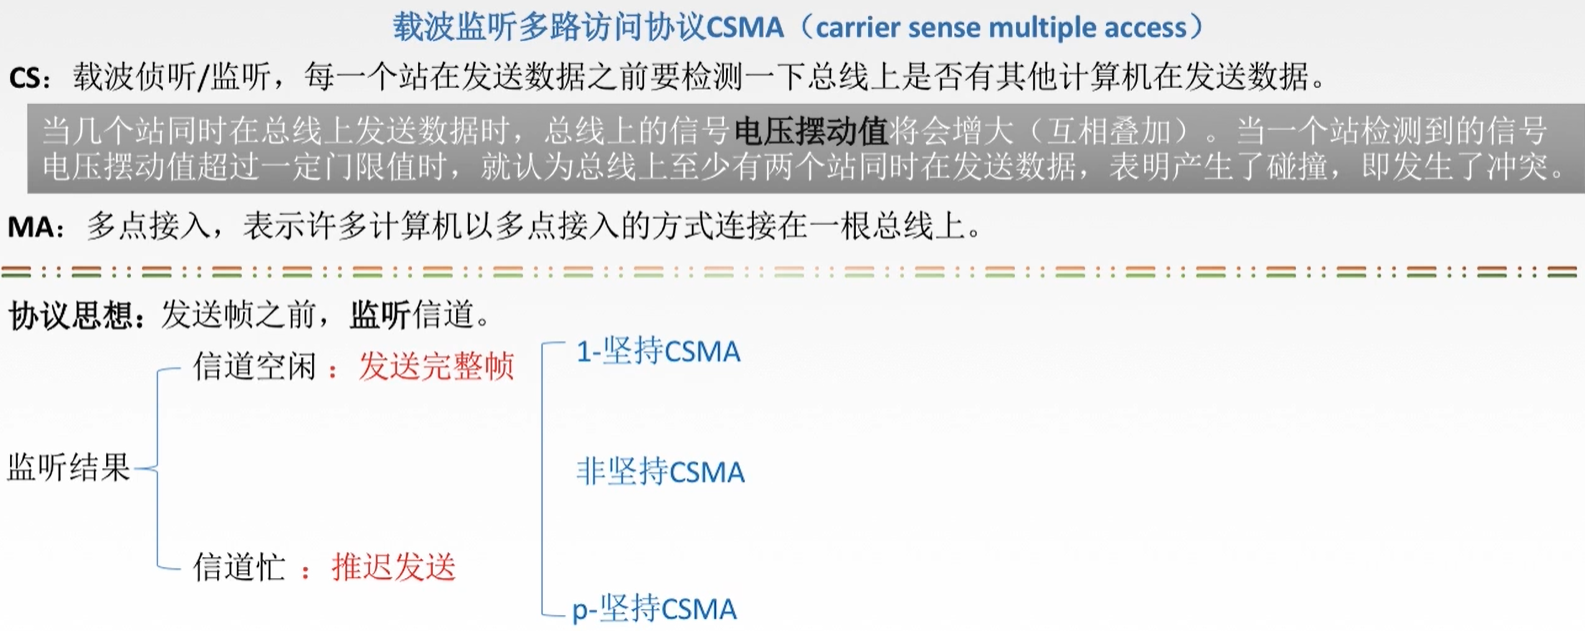 载波监听多路访问协议CSMA（carrier sense multiple access）
CS：载波侦听/监听，每一个站在发送数据之前要检测一下总线上是否有其他计算机在发送数据。
当几个站同时在总线上发送数据时，总线上的信号电压摆动值将会增大（互相叠加）。当一个站检测到的信号
电压摆动值超过一定门限值时，就认为总线上至少有两个站同时在发送数据，表明产生了碰撞，即发生了冲突。
MA：多点接入，表示许多计算机以多点接入的方式连接在一根总线上。
协议思想：发送帧之前，监听信道。
监听结果
信道空闲：发送完整帧
信道忙：推迟发送
1-坚持CSMA
非坚持CSMA
p-坚持CSMA